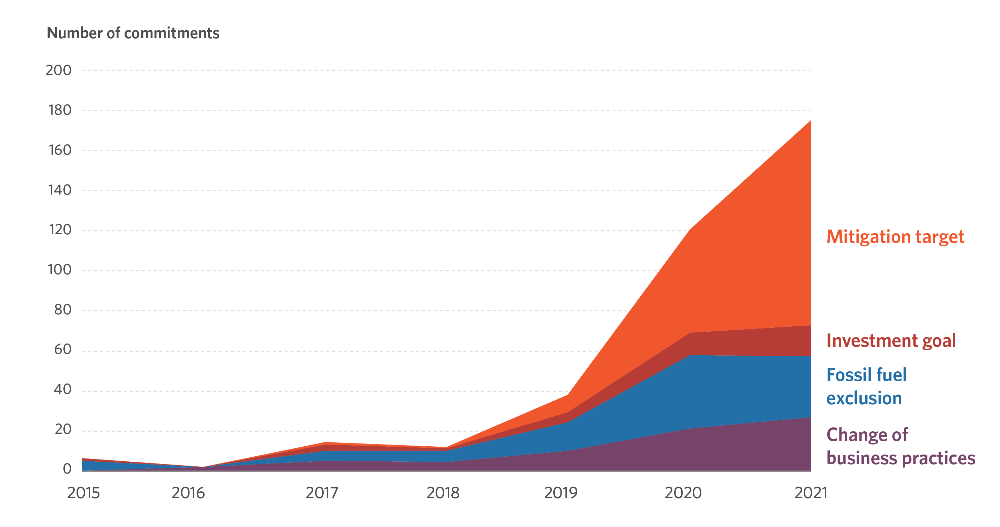 Number of commitments
200
180
160
140
120
100
80
60
40
20
0
2015 2016 2017 2018 2019 2020 2021
Mitigation target
Investment goal
Fossil fuel
exclusion
Change of
business practices